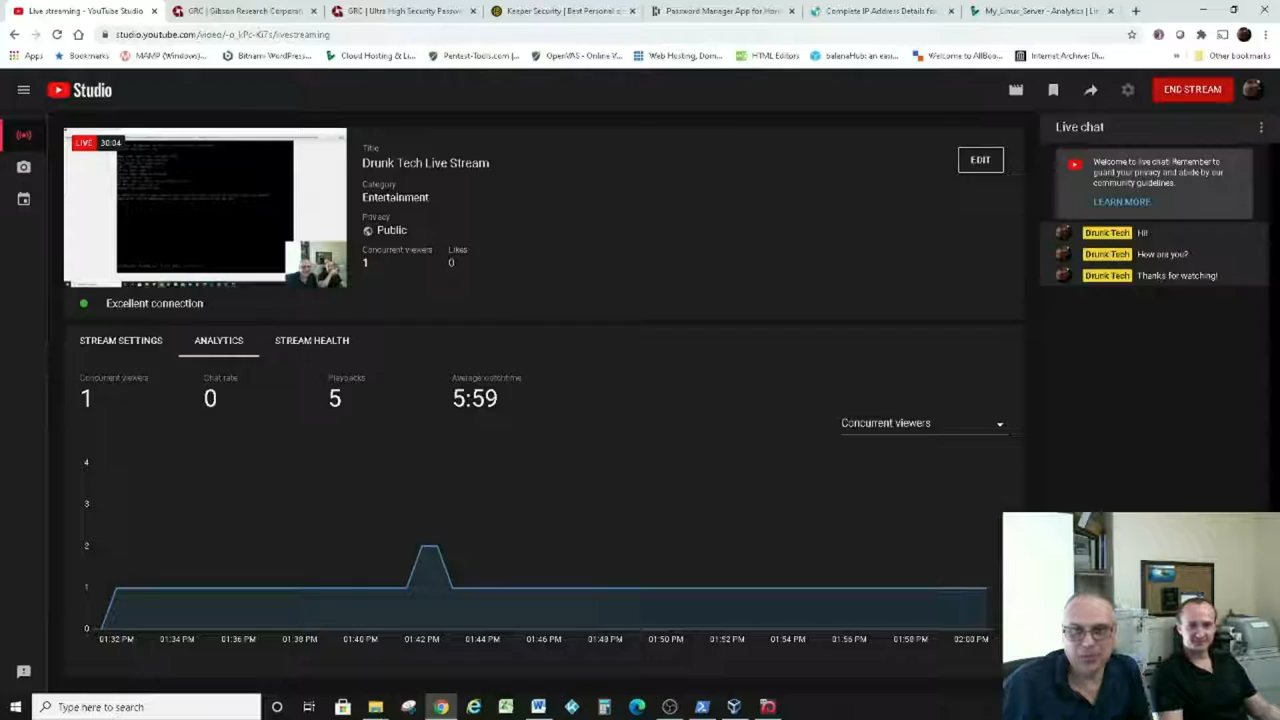 Live streaming - YouTube Studio
GRC | Gibson Research Corporati
GRC | Ultra High Security Passwo
Keeper Security | Best Personal
Password Manager App for Hom
Complete IP Address Details for
My_Linux_Server - Analytics | Lin
studio.youtube.com/video/-o_kPc-Ki7s/livestreaming
Apps
Bookmarks
MAMP (Windows)...
Bitnami WordPress...
Cloud Hosting & Li...
Pentest-Tools.com |...
OpenVAS - Online V...
Web Hosting, Dom...
HTML Editors
balenaHub: an easi...
Welcome to AllBoo...
Internet Archive: Di...
»
Other bookmarks
Studio
END STREAM
LIVE 30:04
Title
Drunk Tech Live Stream
Category
Entertainment
Privacy
Public
Concurrent viewers Likes
1 0
EDIT
Excellent connection
Live chat
Welcome to live chat! Remember to
guard your privacy and abide by our
community guidelines.
LEARN MORE
Drunk Tech Hi!
Drunk Tech How are you?
Drunk Tech Thanks for watching!
STREAM SETTINGS ANALYTICS STREAM HEALTH
Concurrent viewers Chat rate Playbacks Average watchtime
1 0 5 5:59
Concurrent viewers
4
3
2
1
0
01:32 PM 01:34 PM 01:36 PM 01:38 PM 01:40 PM 01:42 PM 01:44 PM 01:46 PM 01:48 PM 01:50 PM 01:52 PM 01:54 PM 01:56 PM 01:58 PM 02:00 PM
Type here to search